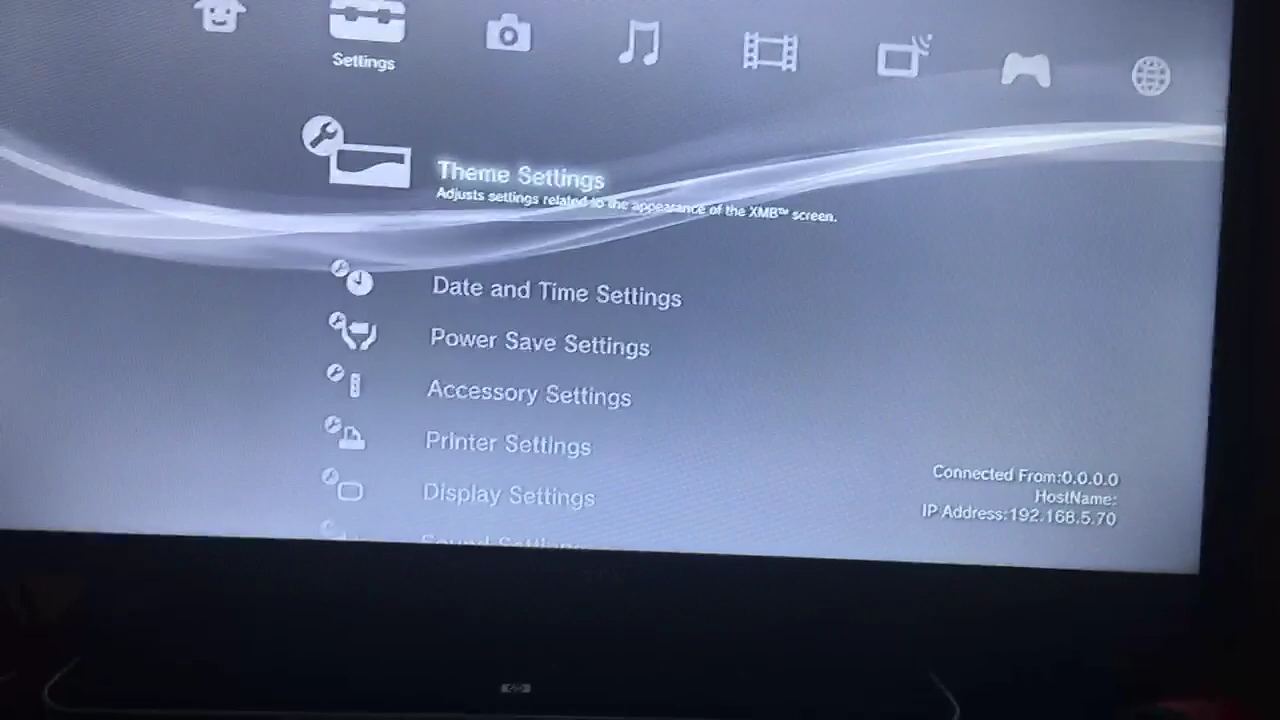 Settings
Theme Settings
Adjusts settings related to the appearance of the XMB™ screen.
Date and Time Settings
Power Save Settings
Accessory Settings
Printer Settings
Display Settings
Sound Settings
Connected From:0.0.0.0
HostName:
IP Address:192.168.5.70